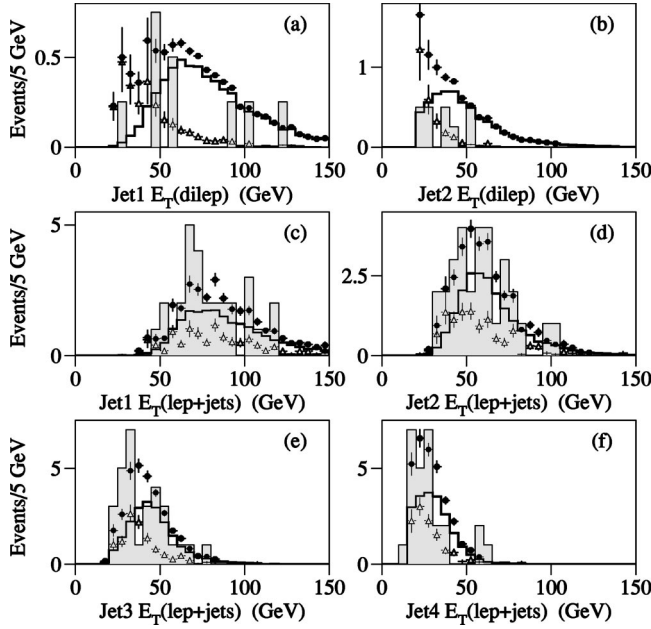 (a) (b)
Events/5 GeV 0.5 0 1 0
0 50 100 150 0 50 100 150
Jet1 E_T(dilep) (GeV) Jet2 E_T(dilep) (GeV)
(c) (d)
Events/5 GeV 5 0 2.5 0
0 50 100 150 0 50 100 150
Jet1 E_T(lep+jets) (GeV) Jet2 E_T(lep+jets) (GeV)
(e) (f)
Events/5 GeV 5 0 5 0
0 50 100 150 0 50 100 150
Jet3 E_T(lep+jets) (GeV) Jet4 E_T(lep+jets) (GeV)